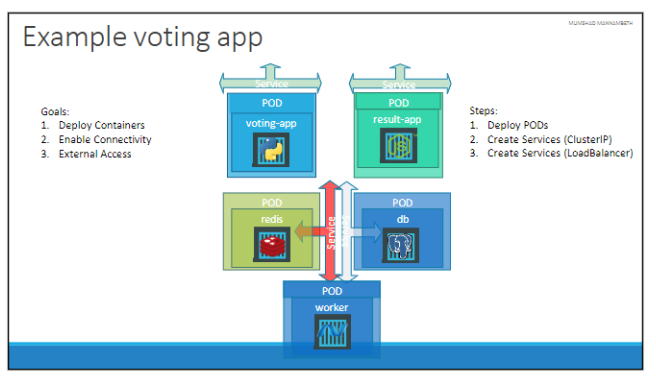 MUMSHAD MANNAMBETH
Example voting app
Goals:
1. Deploy Containers
2. Enable Connectivity
3. External Access
Service
POD
voting-app
Service
POD
result-app
Steps:
1. Deploy PODs
2. Create Services (ClusterIP)
3. Create Services (LoadBalancer)
POD
redis
Service
POD
db
POD
worker